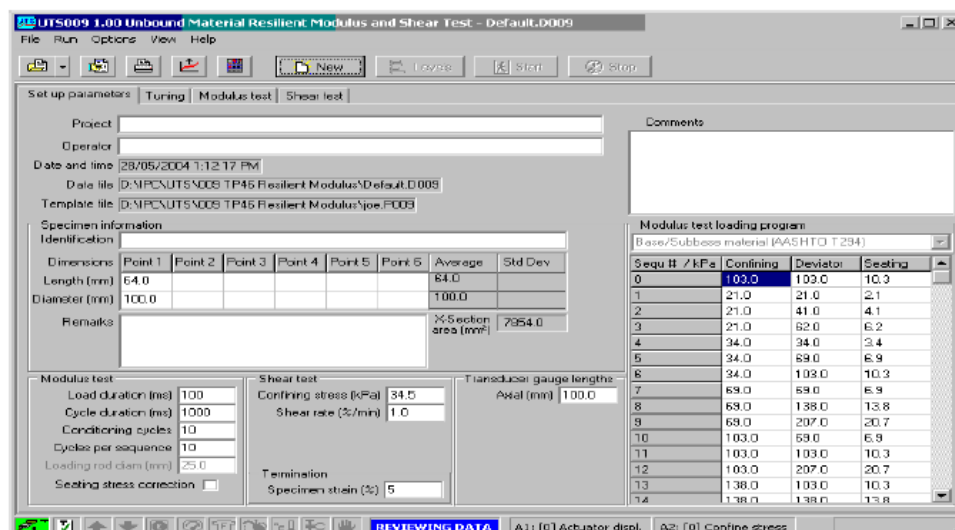 UTS009 1.00 Unbound Material Resilient Modulus and Shear Test - Default.D009
File Run Options View Help
New Layers Start Stop
Set up parameters Tuning Modulus test Shear test
Project
Operator
Date and time 28/05/2004 1:12:17 PM
Data file D:\IPC\UTS\009 TP46 Resilient Modulus\Default.D009
Template file D:\IPC\UTS\009 TP46 Resilient Modulus\joe.P009
Comments
Specimen information
Identification
Dimensions Point 1 Point 2 Point 3 Point 4 Point 5 Point 6 Average Std Dev
Length (mm) 64.0 64.0
Diameter (mm) 100.0 100.0
Remarks
X-Section area (mm²) 7854.0
Modulus test
Load duration (ms) 100
Cycle duration (ms) 1000
Conditioning cycles 10
Cycles per sequence 10
Loading rod diam (mm) 25.0
Seating stress correction
Shear test
Confining stress (kPa) 34.5
Shear rate (%/min) 1.0
Termination
Specimen strain (%) 5
Transducer gauge lengths
Axial (mm) 100.0
Modulus test loading program
Base/Subbase material (AASHTO T294)
Sequ # / kPa Confining Deviator Seating
0 103.0 103.0 10.3
1 21.0 21.0 2.1
2 21.0 41.0 4.1
3 21.0 62.0 6.2
4 34.0 34.0 3.4
5 34.0 69.0 6.9
6 34.0 103.0 10.3
7 69.0 69.0 6.9
8 69.0 138.0 13.8
9 69.0 207.0 20.7
10 103.0 69.0 6.9
11 103.0 103.0 10.3
12 103.0 207.0 20.7
13 138.0 103.0 10.3
14 138.0 138.0 13.8
REVIEWING DATA A1: [0] Actuator displ. A2: [0] Confine stress